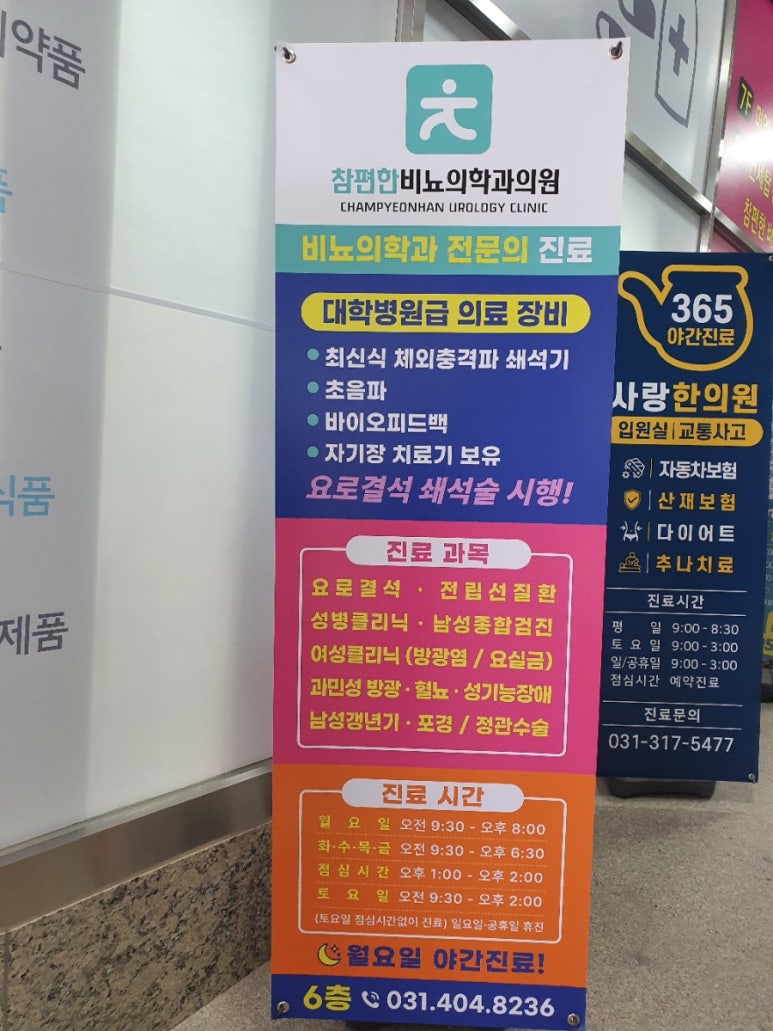 약품
식품
제품
참편한비뇨의학과의원
CHAMPYEONHAN UROLOGY CLINIC
비뇨의학과 전문의 진료
대학병원급 의료 장비
최신식 체외충격파 쇄석기
초음파
바이오피드백
자기장 치료기 보유
요로결석 쇄석술 시행!
진료 과목
요로결석 · 전립선질환
성병클리닉 · 남성종합검진
여성클리닉 (방광염 / 요실금)
과민성 방광 · 혈뇨 · 성기능장애
남성갱년기 · 포경 / 정관수술
진료 시간
월요일 오전 9:30 - 오후 8:00
화·수·목·금 오전 9:30 - 오후 6:30
점심시간 오후 1:00 - 오후 2:00
토요일 오전 9:30 - 오후 2:00
(토요일 점심시간없이 진료) 일요일·공휴일 휴진
월요일 야간진료!
6층 031.404.8236
365
야간진료
사랑한의원
입원실 | 교통사고
자동차보험
산재보험
다이어트
추나치료
진료시간
평일 9:00 - 8:30
토요일 9:00 - 3:00
일/공휴일 9:00 - 3:00
점심시간 예약진료
진료문의
031-317-5477
7F
참편한